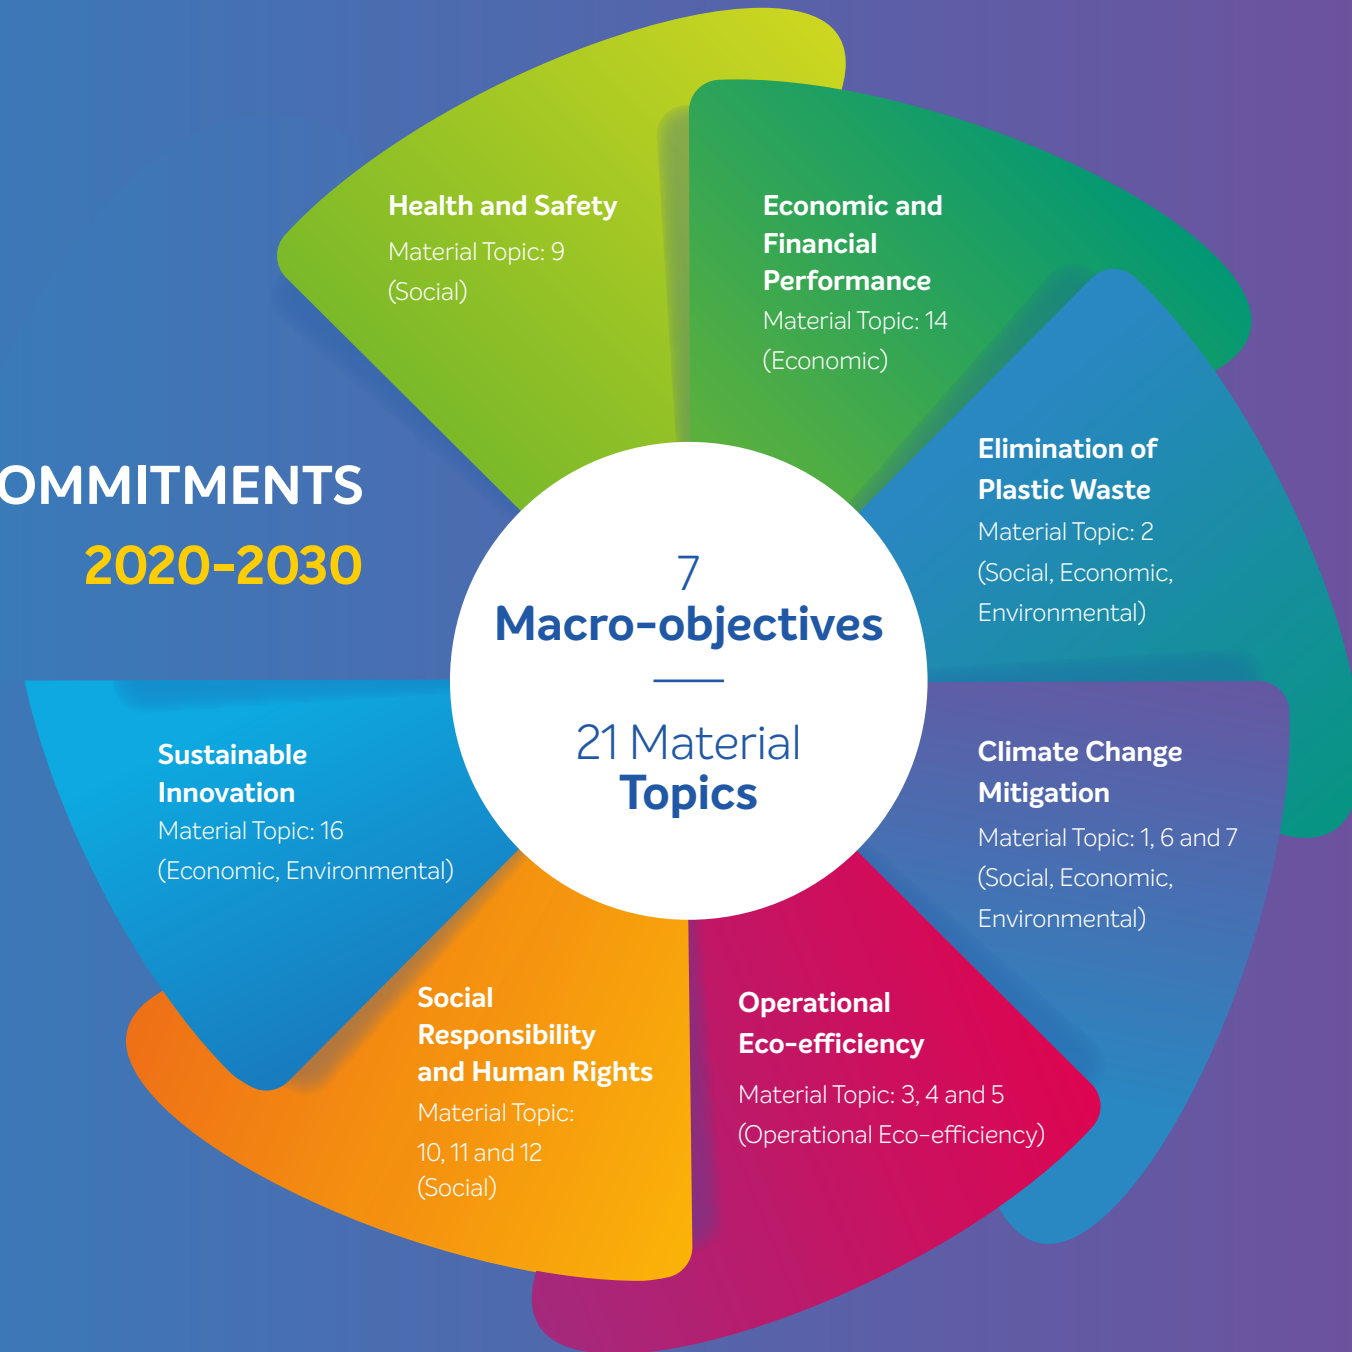 Health and Safety
Material Topic: 9
(Social)
Economic and
Financial
Performance
Material Topic: 14
(Economic)
Elimination of
Plastic Waste
Material Topic: 2
(Social, Economic,
Environmental)
OMMITMENTS
2020-2030
7
Macro-objectives
21 Material
Topics
Climate Change
Mitigation
Material Topic: 1, 6 and 7
(Social, Economic,
Environmental)
Sustainable
Innovation
Material Topic: 16
(Economic, Environmental)
Social
Responsibility
and Human Rights
Material Topic:
10, 11 and 12
(Social)
Operational
Eco-efficiency
Material Topic: 3, 4 and 5
(Operational Eco-efficiency)